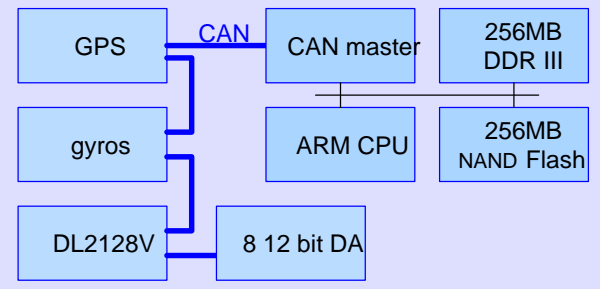 GPS
CAN
CAN master
256MB
DDR III
gyros
ARM CPU
256MB
NAND Flash
DL2128V
8 12 bit DA